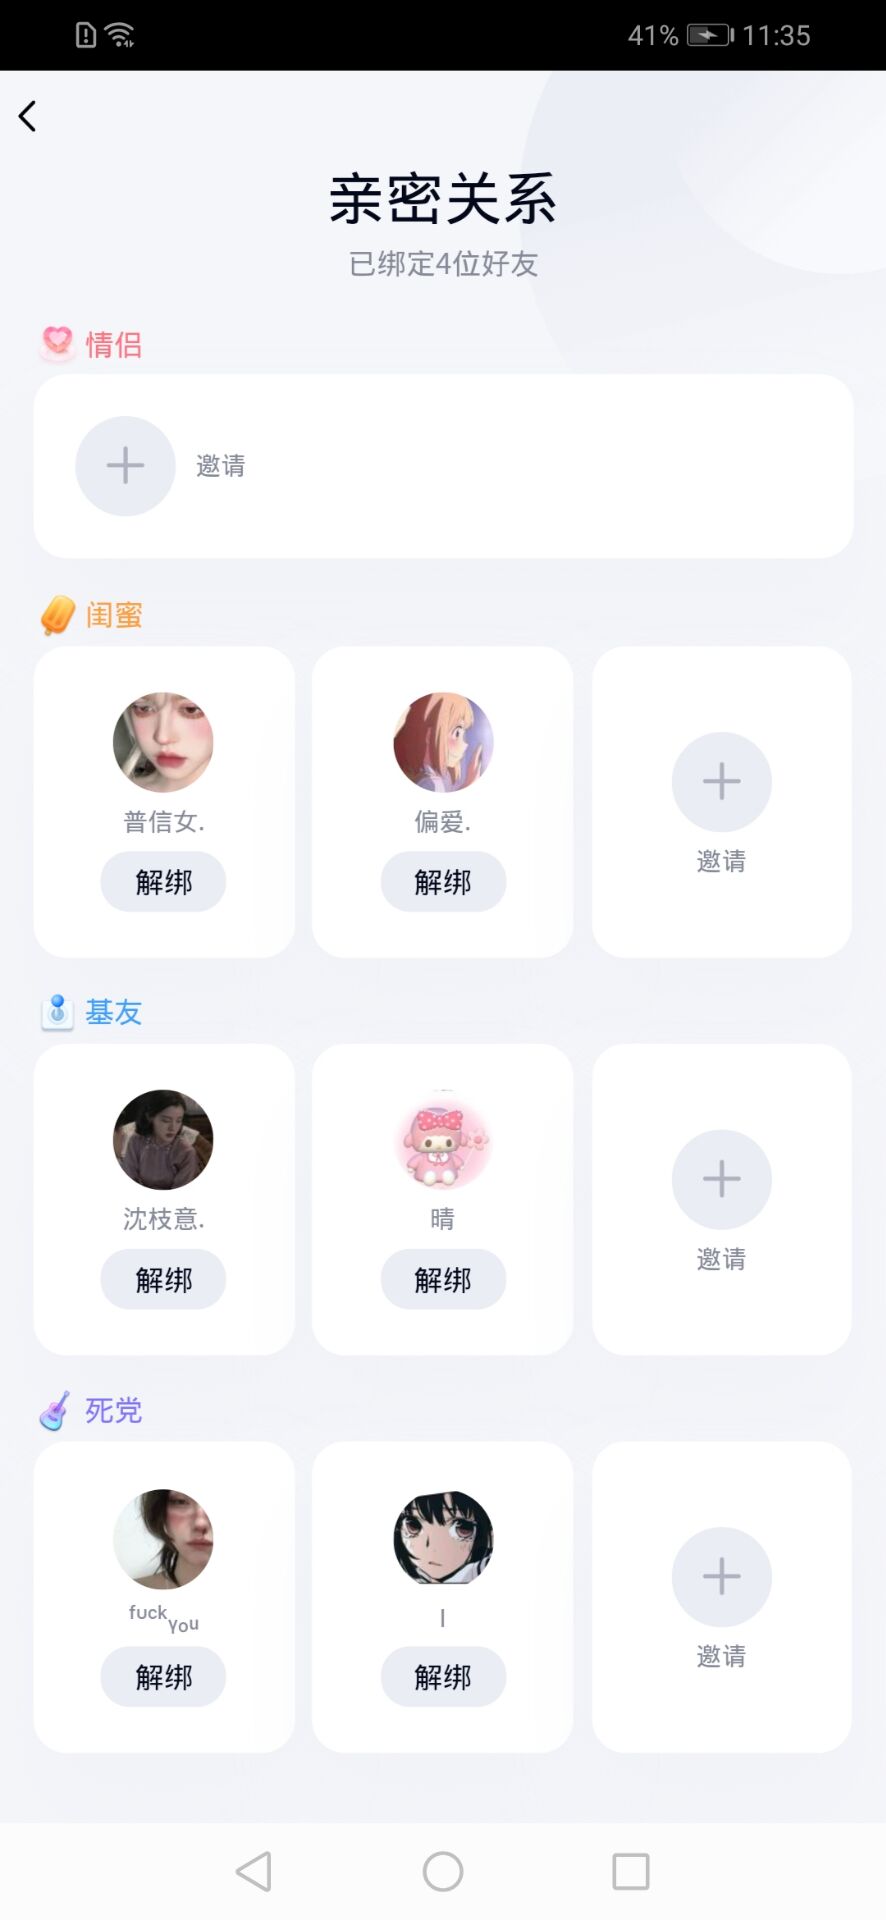 41% 11:35
亲密关系
已绑定4位好友
情侣
邀请
闺蜜
普信女. 偏爱.
邀请
解绑 解绑
基友
沈枝意. 晴
邀请
解绑 解绑
死党
fuck you |
邀请
解绑 解绑